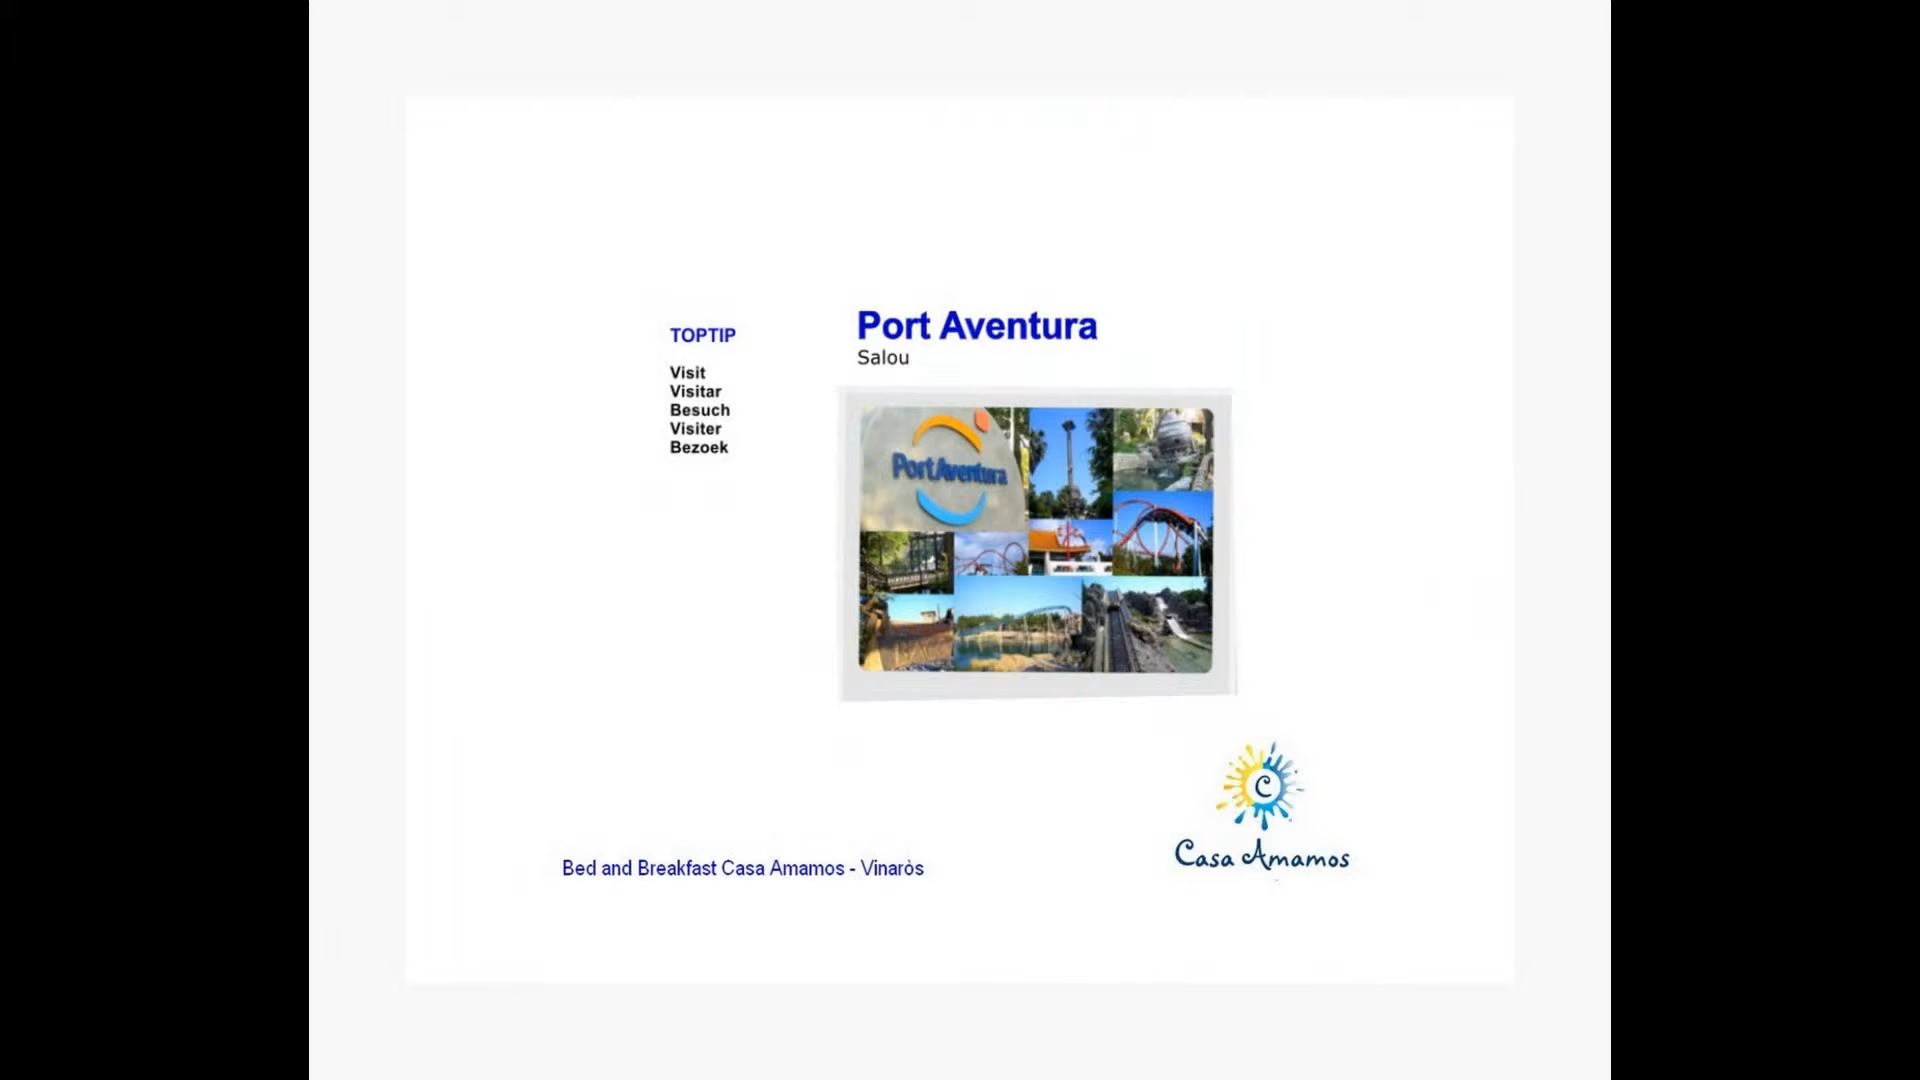 TOPTIP
Visit
Visitar
Besuch
Visiter
Bezoek
Port Aventura
Salou
PortAventura
C
Casa Amamos
Bed and Breakfast Casa Amamos - Vinaròs